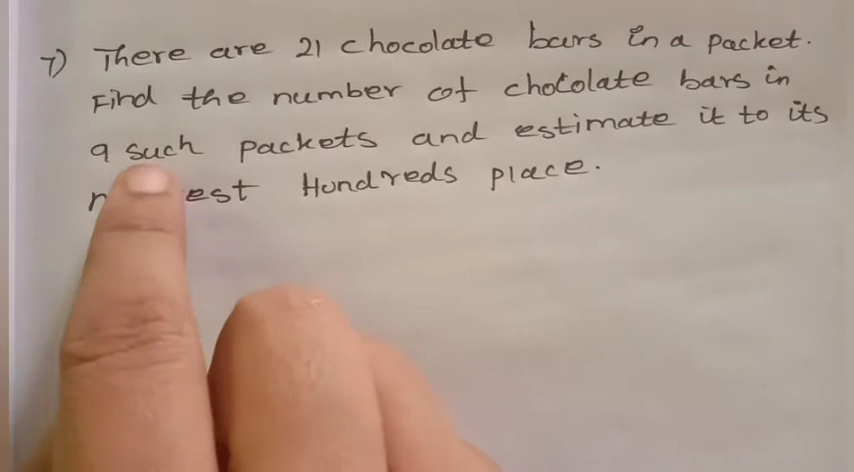 7) There are 21 chocolate bars in a packet.
Find the number of chocolate bars in
9 such packets and estimate it to its
Hundreds place.